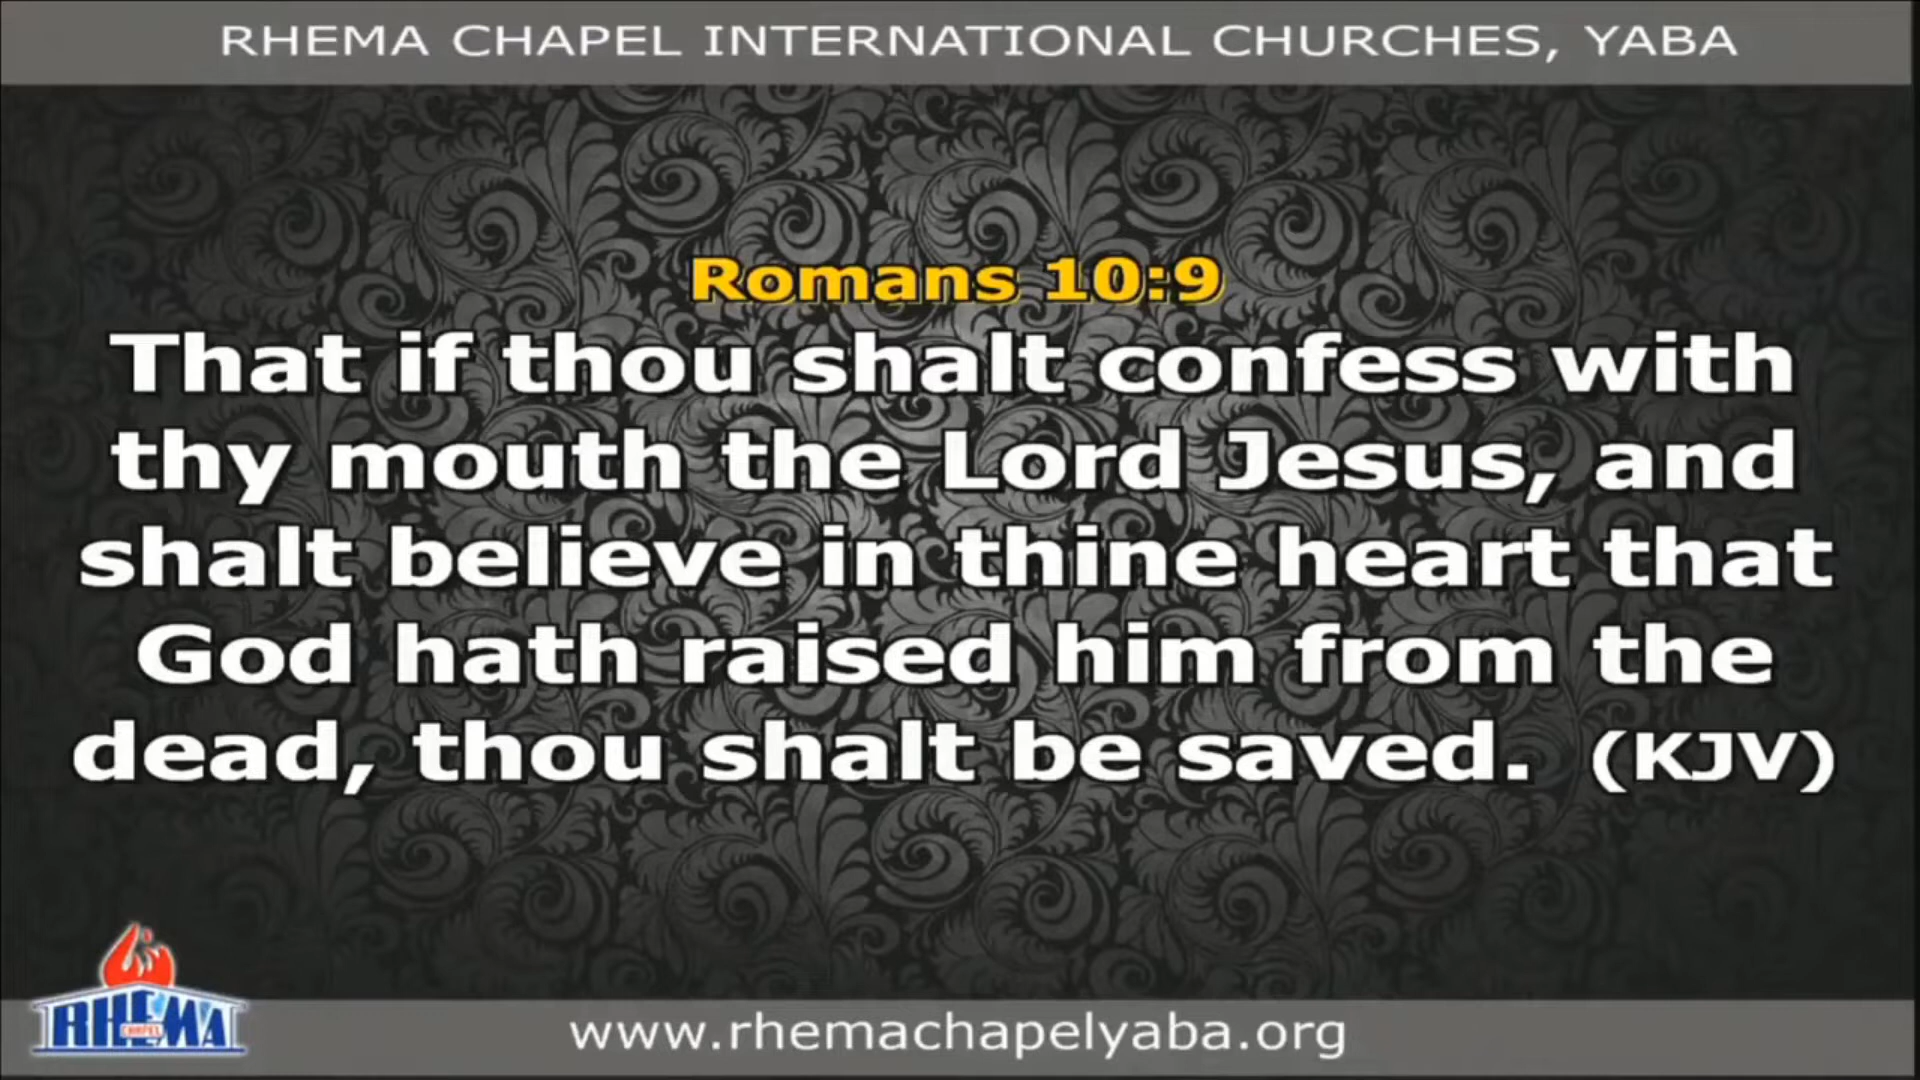 RHEMA CHAPEL INTERNATIONAL CHURCHES, YABA
Romans 10:9
That if thou shalt confess with
thy mouth the Lord Jesus, and
shalt believe in thine heart that
God hath raised him from the
dead, thou shalt be saved. (KJV)
RHEMA
CHAPEL
www.rhemachapelyaba.org